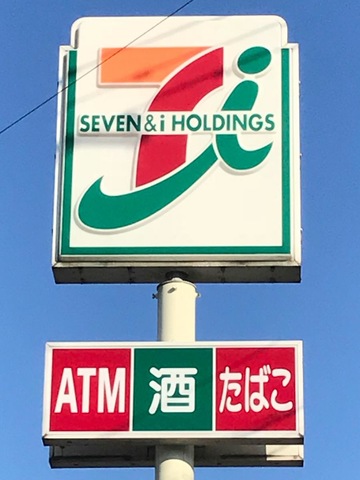 SEVEN & i HOLDINGS
ATM 酒 たばこ